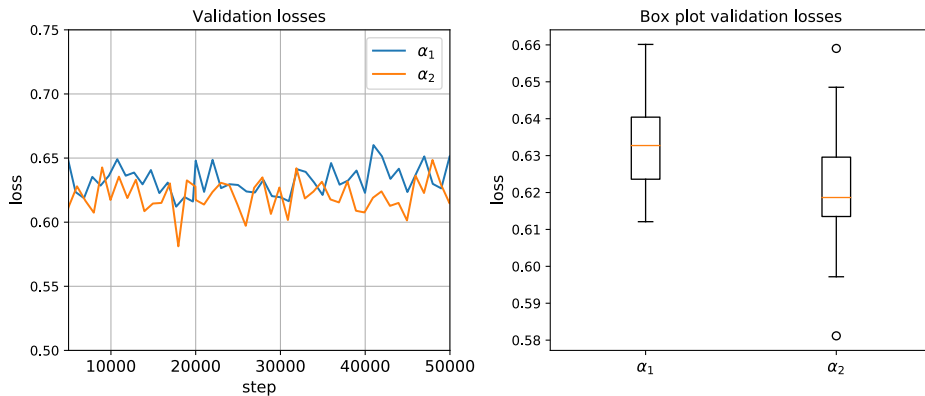 Validation losses
0.75
0.70
0.65
0.60
0.55
0.50
loss
10000 20000 30000 40000 50000
step
α₁
α₂
Box plot validation losses
0.66
0.65
0.64
0.63
0.62
0.61
0.60
0.59
0.58
loss
α₁ α₂